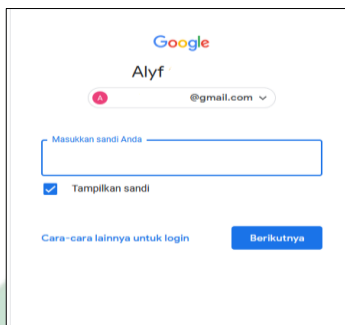 Google
Alyf
A @gmail.com
Masukkan sandi Anda
Tampilkan sandi
Cara-cara lainnya untuk login
Berikutnya